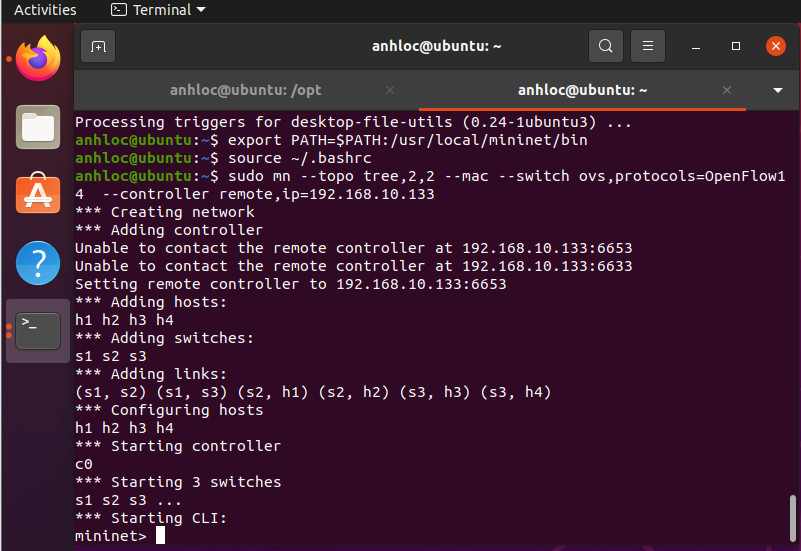 Activities
Terminal
anhloc@ubuntu: ~
anhloc@ubuntu: /opt
anhloc@ubuntu: ~
Processing triggers for desktop-file-utils (0.24-1ubuntu3) ...
anhloc@ubuntu:~$ export PATH=$PATH:/usr/local/mininet/bin
anhloc@ubuntu:~$ source ~/.bashrc
anhloc@ubuntu:~$ sudo mn --topo tree,2,2 --mac --switch ovs,protocols=OpenFlow1
4  --controller remote,ip=192.168.10.133
*** Creating network
*** Adding controller
Unable to contact the remote controller at 192.168.10.133:6653
Unable to contact the remote controller at 192.168.10.133:6633
Setting remote controller to 192.168.10.133:6653
*** Adding hosts:
h1 h2 h3 h4
*** Adding switches:
s1 s2 s3
*** Adding links:
(s1, s2) (s1, s3) (s2, h1) (s2, h2) (s3, h3) (s3, h4)
*** Configuring hosts
h1 h2 h3 h4
*** Starting controller
c0
*** Starting 3 switches
s1 s2 s3 ...
*** Starting CLI:
mininet>